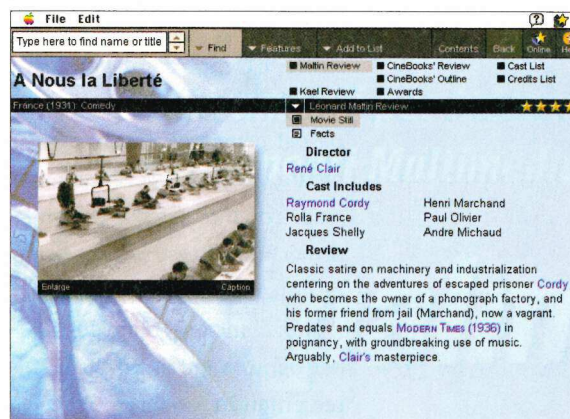 File Edit
Type here to find name or title
Find
Features
Add to List
Contents
Back
Online
A Nous la Liberté
Maltin Review
CineBooks' Review
Cast List
CineBooks' Outline
Credits List
Kael Review
Awards
France (1931): Comedy
Leonard Maltin Review
Movie Still
Facts
Director
René Clair
Cast Includes
Raymond Cordy Henri Marchand
Rolla France Paul Olivier
Jacques Shelly Andre Michaud
Review
Classic satire on machinery and industrialization
centering on the adventures of escaped prisoner Cordy
who becomes the owner of a phonograph factory, and
his former friend from jail (Marchand), now a vagrant.
Predates and equals MODERN TIMES (1936) in
poignancy, with groundbreaking use of music.
Arguably, Clair's masterpiece.
Enlarge Caption